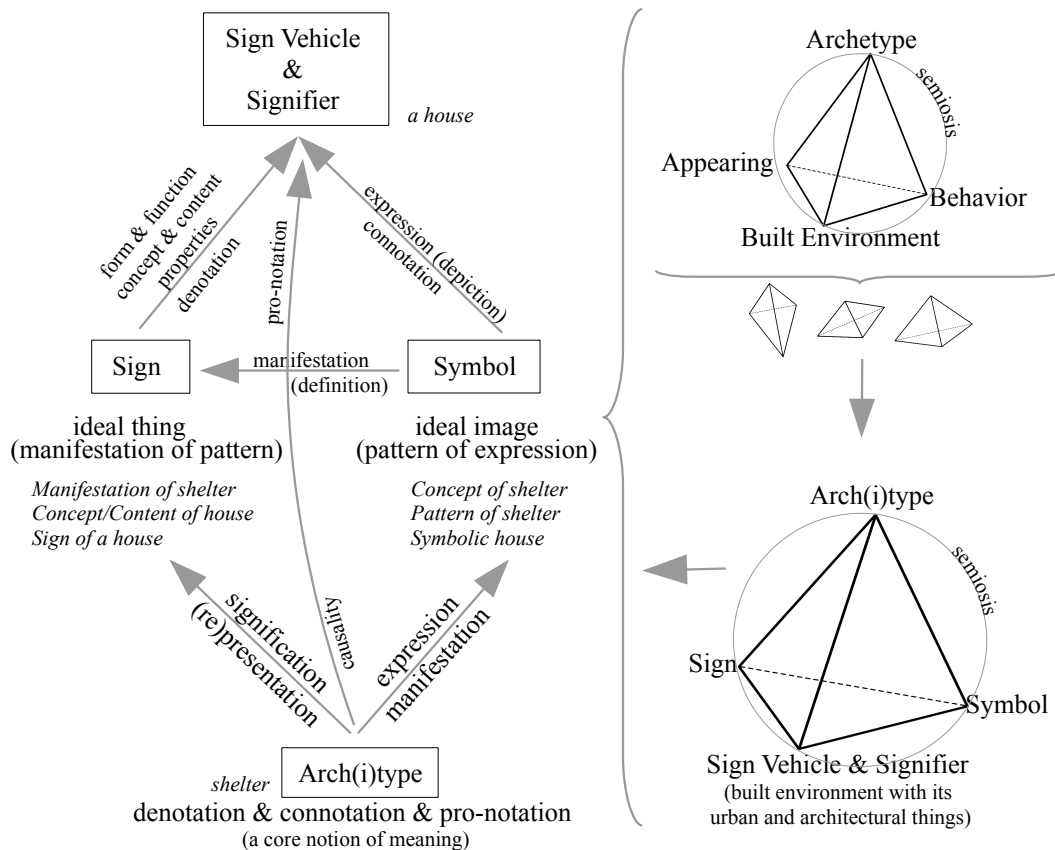 Sign Vehicle
&
Signifier
a house
form & function
concept & content
properties
denotation
pro-notation
expression (depiction)
connotation
Sign
manifestation
(definition)
Symbol
ideal thing
(manifestation of pattern)
ideal image
(pattern of expression)
Manifestation of shelter
Concept/Content of house
Sign of a house
Concept of shelter
Pattern of shelter
Symbolic house
signification
(re)presentation
causality
expression
manifestation
shelter
Arch(i)type
denotation & connotation & pro-notation
(a core notion of meaning)
Archetype
semiosis
Appearing
Behavior
Built Environment
Arch(i)type
semiosis
Sign
Symbol
Sign Vehicle & Signifier
(built environment with its
urban and architectural things)